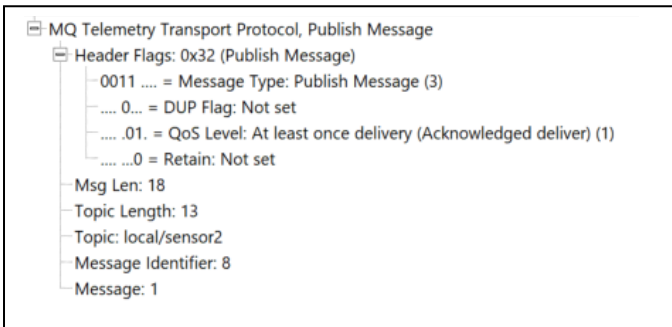 MQ Telemetry Transport Protocol, Publish Message
Header Flags: 0x32 (Publish Message)
0011 .... = Message Type: Publish Message (3)
.... 0... = DUP Flag: Not set
.... .01. = QoS Level: At least once delivery (Acknowledged deliver) (1)
.... ...0 = Retain: Not set
Msg Len: 18
Topic Length: 13
Topic: local/sensor2
Message Identifier: 8
Message: 1